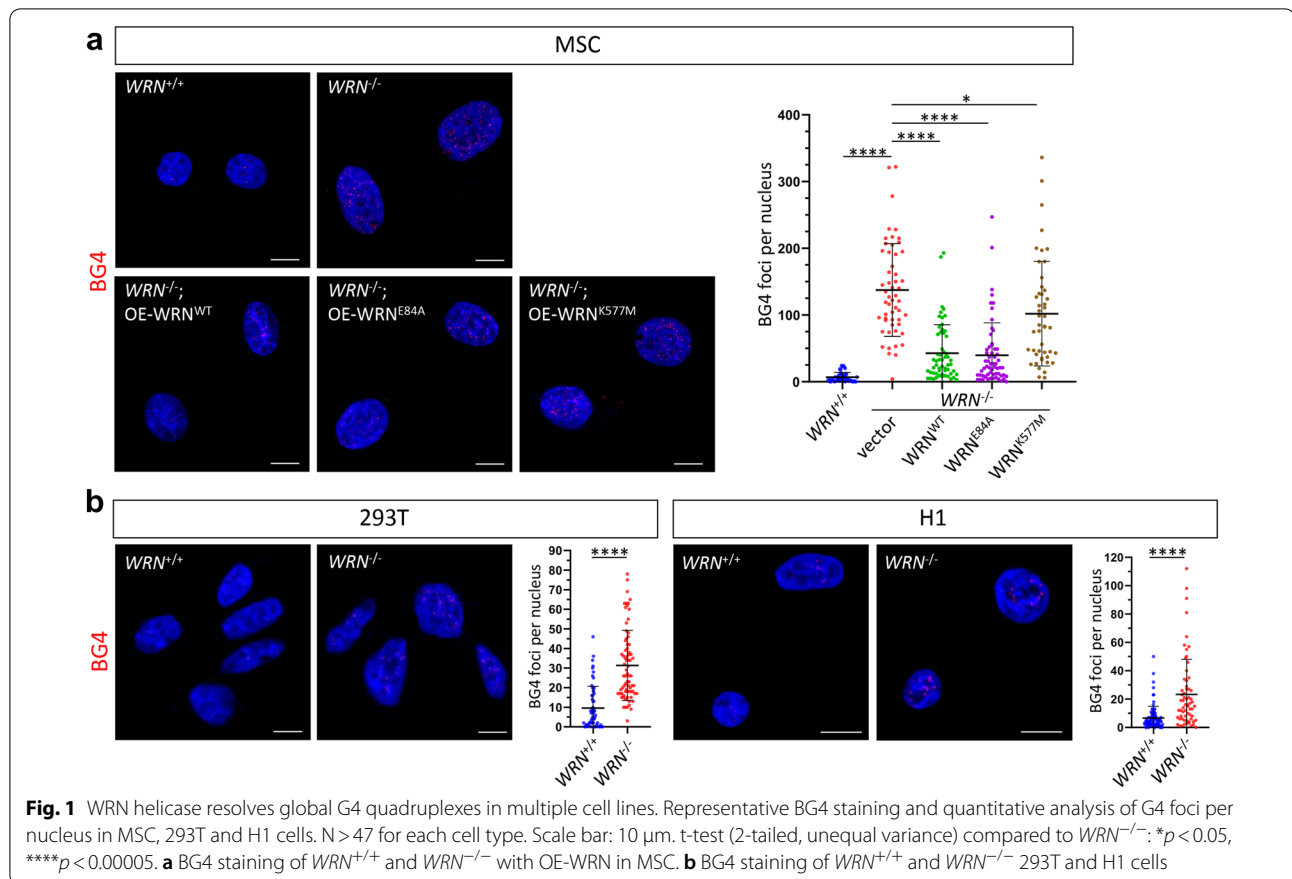 a
MSC
WRN+/+
WRN-/-
BG4
WRN-/-;
OE-WRNWT
WRN-/-;
OE-WRNE84A
WRN-/-;
OE-WRNK577M
BG4 foci per nucleus
400
300
200
100
0
****
****
****
*
WRN+/+
vector
WRNWT
WRNE84A
WRNK577M
WRN-/-
b
293T
BG4
WRN+/+
WRN-/-
BG4 foci per nucleus
90
80
70
60
50
40
30
20
10
0
****
WRN+/+
WRN-/-
H1
WRN+/+
WRN-/-
BG4 foci per nucleus
120
100
80
60
40
20
0
****
WRN+/+
WRN-/-
Fig. 1 WRN helicase resolves global G4 quadruplexes in multiple cell lines. Representative BG4 staining and quantitative analysis of G4 foci per
nucleus in MSC, 293T and H1 cells. N > 47 for each cell type. Scale bar: 10 μm. t-test (2-tailed, unequal variance) compared to WRN−/−: *p < 0.05,
****p < 0.00005. a BG4 staining of WRN+/+ and WRN−/− with OE-WRN in MSC. b BG4 staining of WRN+/+ and WRN−/− 293T and H1 cells